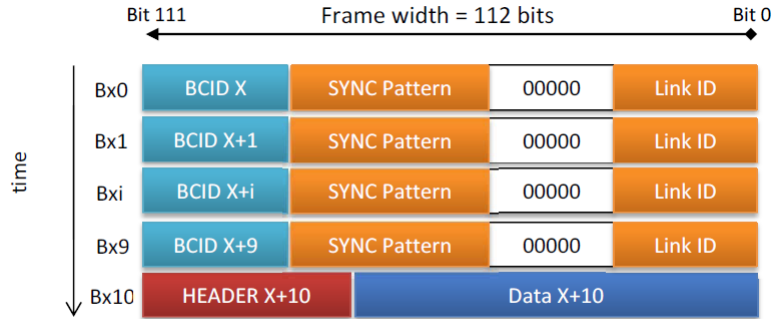 Bit 111 Frame width = 112 bits Bit 0
Bx0 BCID X SYNC Pattern 00000 Link ID
Bx1 BCID X+1 SYNC Pattern 00000 Link ID
time
Bxi BCID X+i SYNC Pattern 00000 Link ID
Bx9 BCID X+9 SYNC Pattern 00000 Link ID
Bx10 HEADER X+10 Data X+10